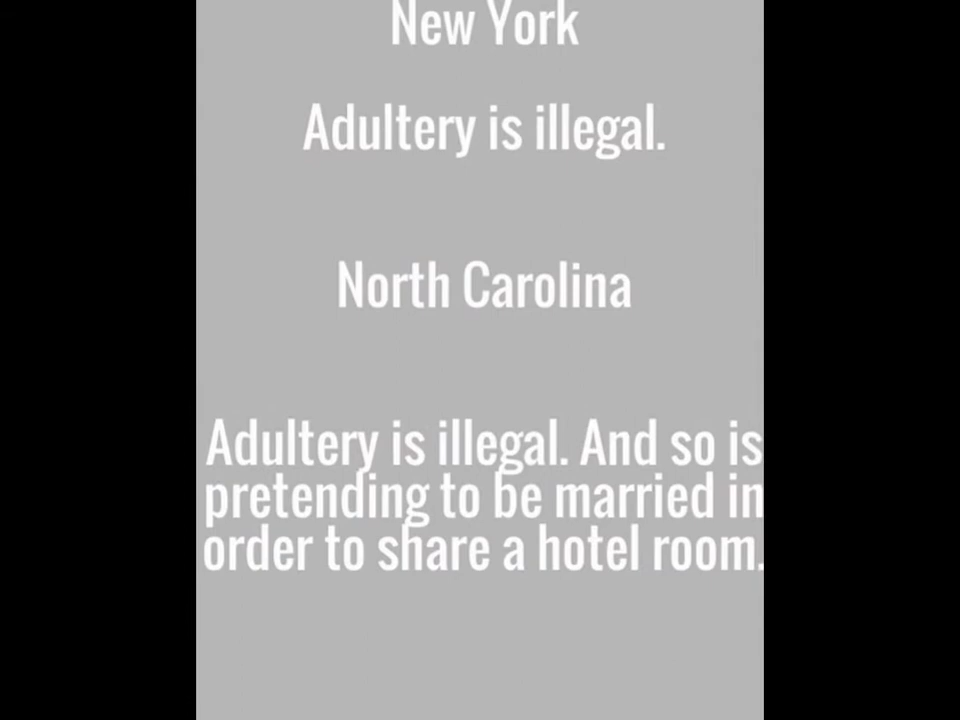 New York
Adultery is illegal.
North Carolina
Adultery is illegal. And so is
pretending to be married in
order to share a hotel room.